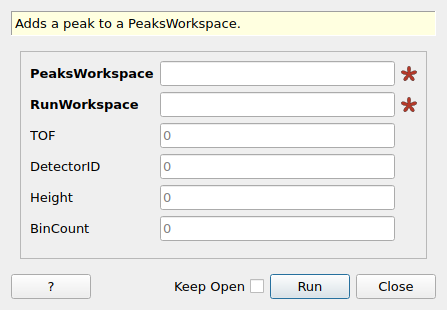 Adds a peak to a PeaksWorkspace.
PeaksWorkspace
RunWorkspace
TOF 0
DetectorID 0
Height 0
BinCount 0
? Keep Open Run Close